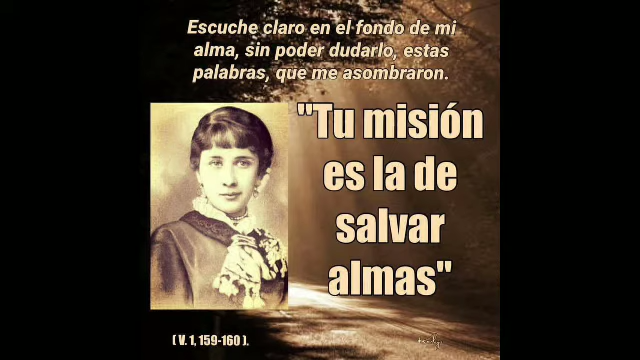 Escuche claro en el fondo de mi
alma, sin poder dudarlo, estas
palabras, que me asombraron.
"Tu misión
es la de
salvar
almas"
( V. 1, 159-160 ).